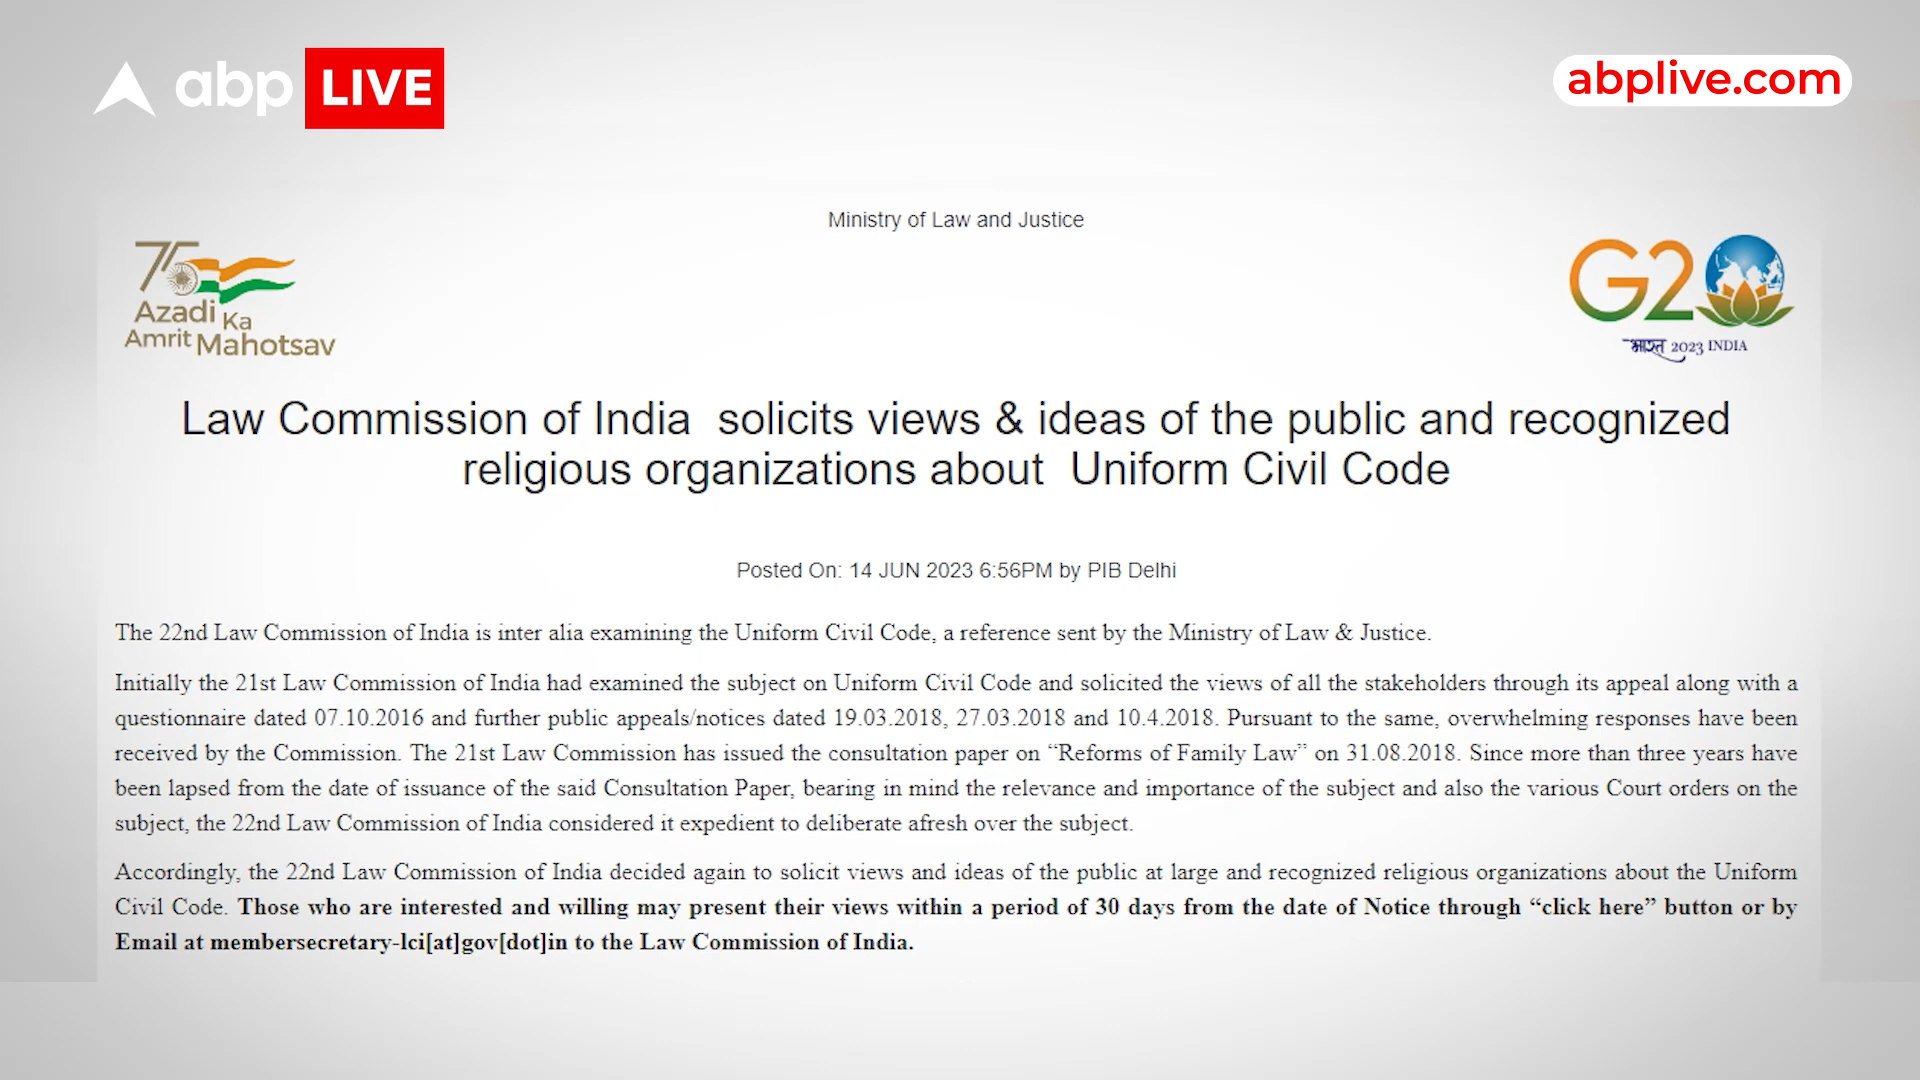 abp LIVE
abplive.com
Ministry of Law and Justice
75
Azadi Ka
Amrit Mahotsav
G20
भारत 2023 INDIA
Law Commission of India  solicits views & ideas of the public and recognized
religious organizations about  Uniform Civil Code
Posted On: 14 JUN 2023 6:56PM by PIB Delhi
The 22nd Law Commission of India is inter alia examining the Uniform Civil Code, a reference sent by the Ministry of Law & Justice.
Initially the 21st Law Commission of India had examined the subject on Uniform Civil Code and solicited the views of all the stakeholders through its appeal along with a
questionnaire dated 07.10.2016 and further public appeals/notices dated 19.03.2018, 27.03.2018 and 10.4.2018. Pursuant to the same, overwhelming responses have been
received by the Commission. The 21st Law Commission has issued the consultation paper on “Reforms of Family Law” on 31.08.2018. Since more than three years have
been lapsed from the date of issuance of the said Consultation Paper, bearing in mind the relevance and importance of the subject and also the various Court orders on the
subject, the 22nd Law Commission of India considered it expedient to deliberate afresh over the subject.
Accordingly, the 22nd Law Commission of India decided again to solicit views and ideas of the public at large and recognized religious organizations about the Uniform
Civil Code. Those who are interested and willing may present their views within a period of 30 days from the date of Notice through “click here” button or by
Email at membersecretary-lci[at]gov[dot]in to the Law Commission of India.